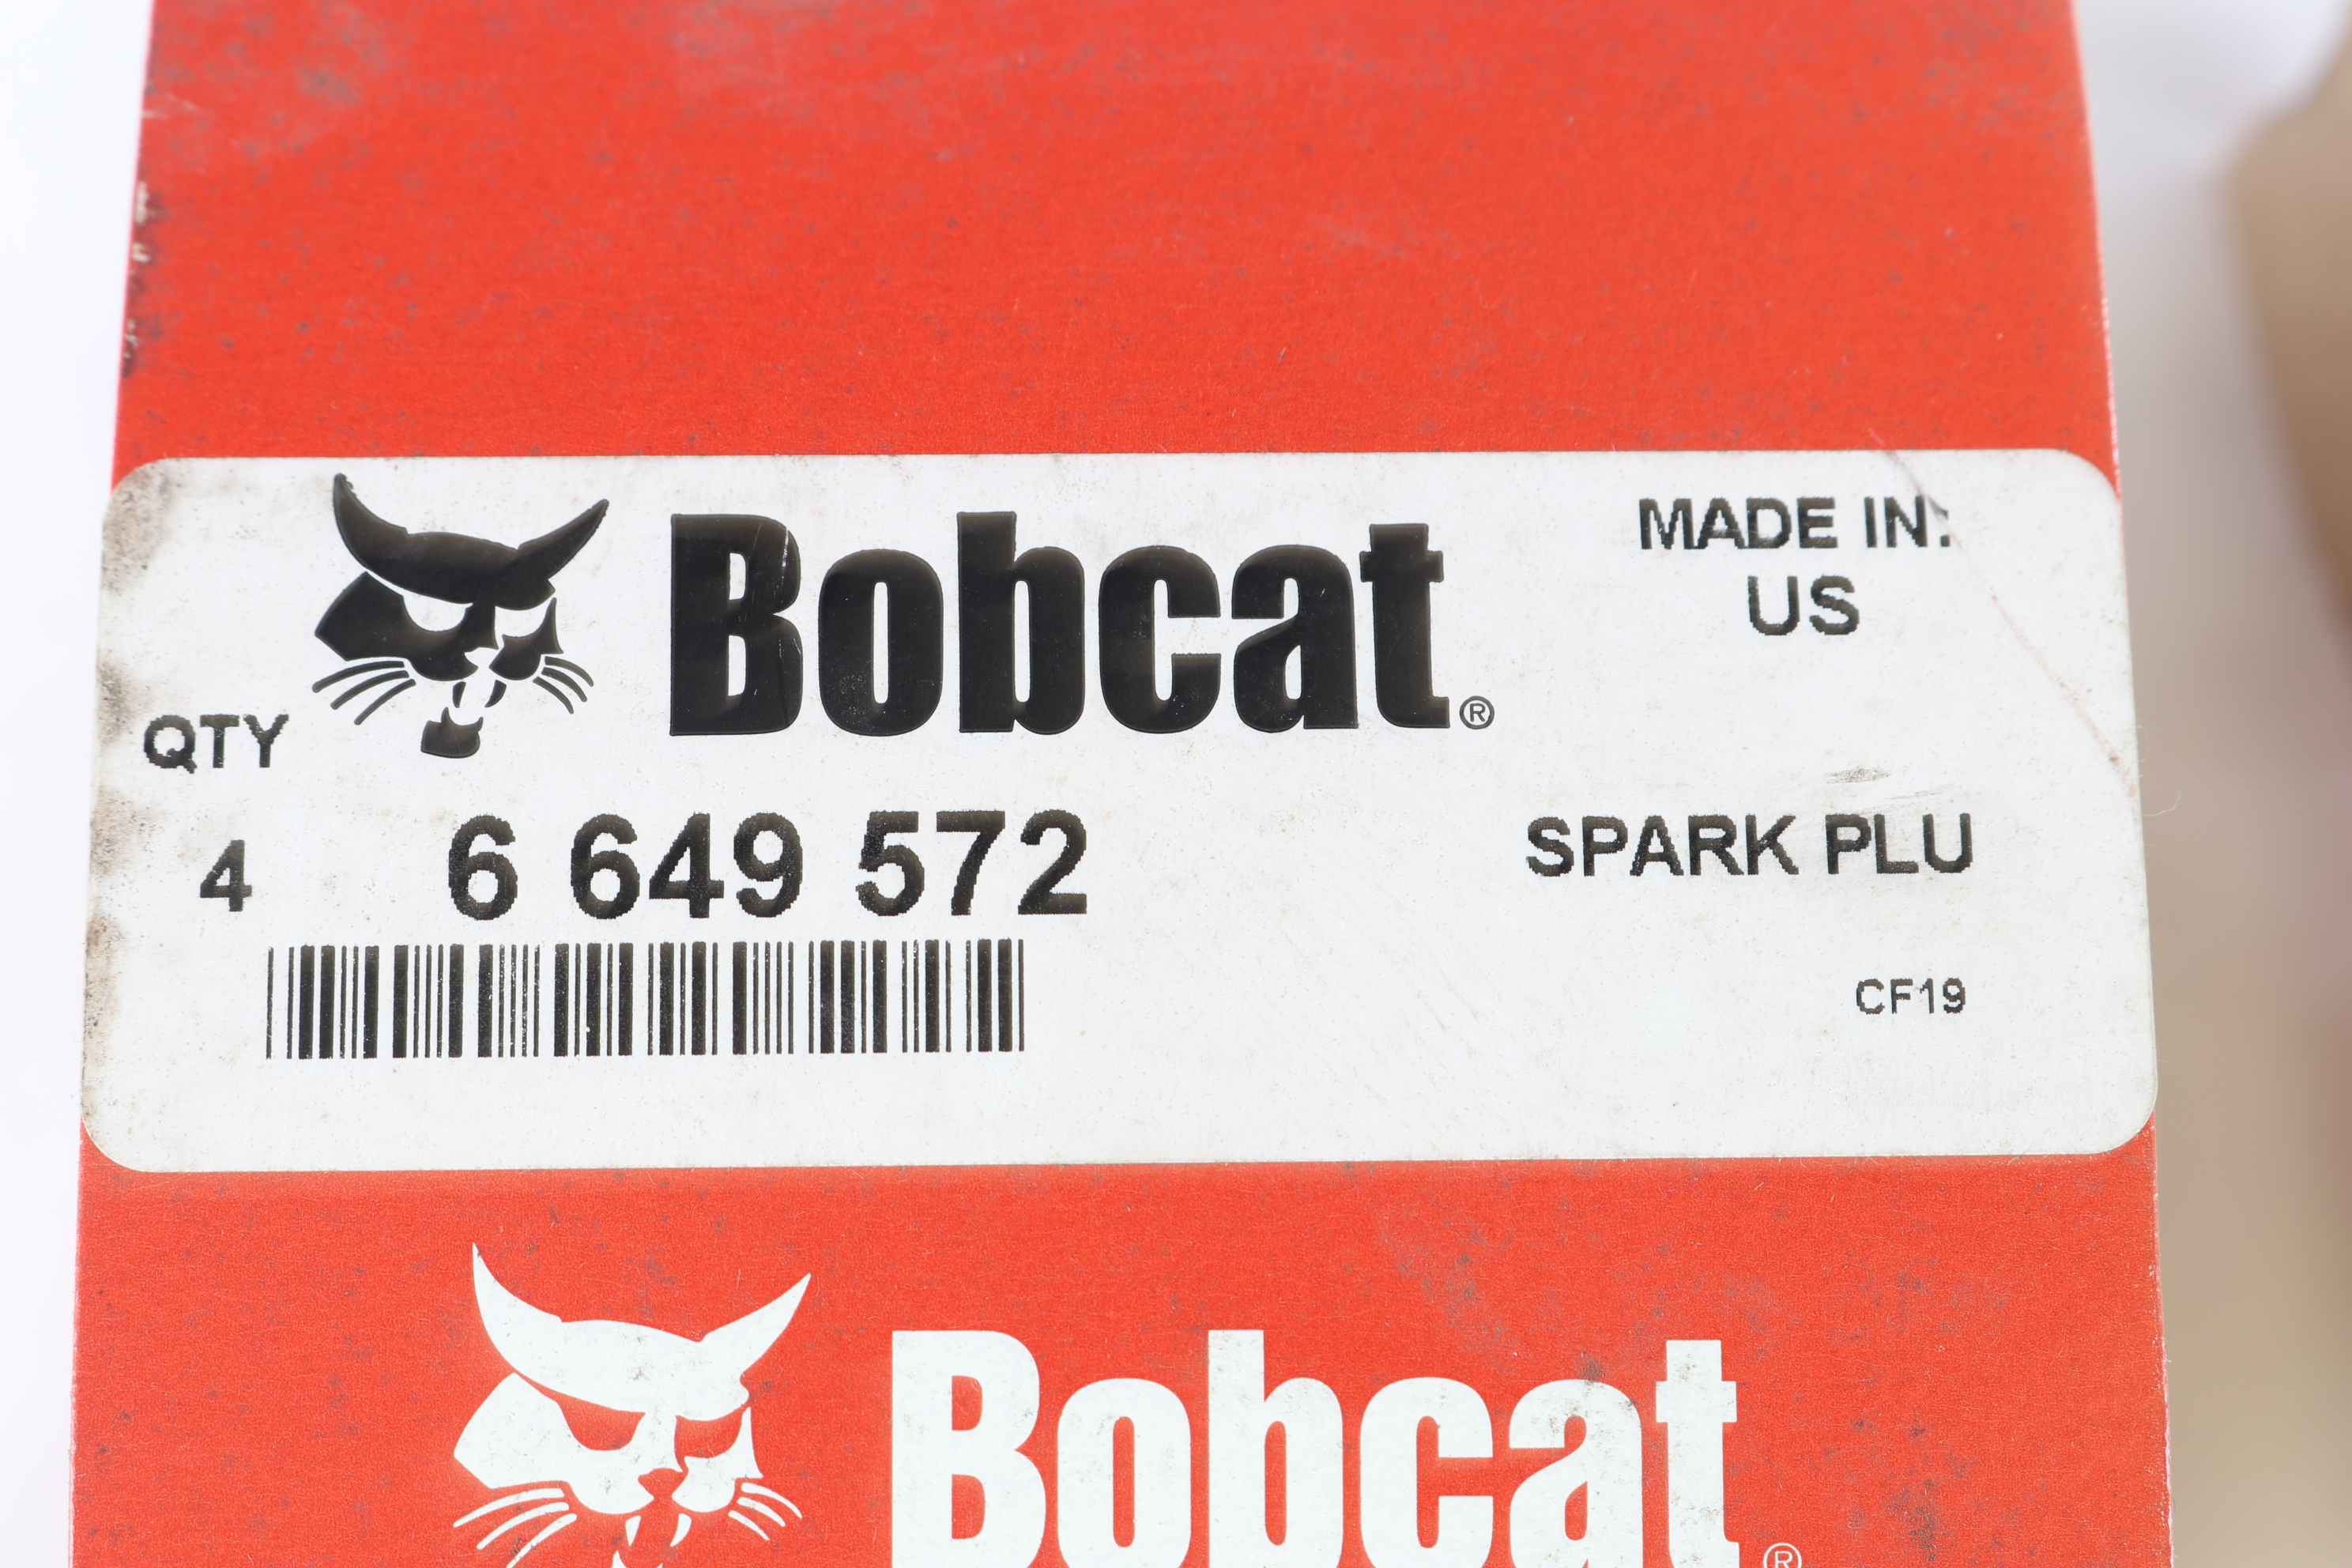 Bobcat®
MADE IN:
US
QTY
4 6 649 572 SPARK PLU
CF19
Bobcat®